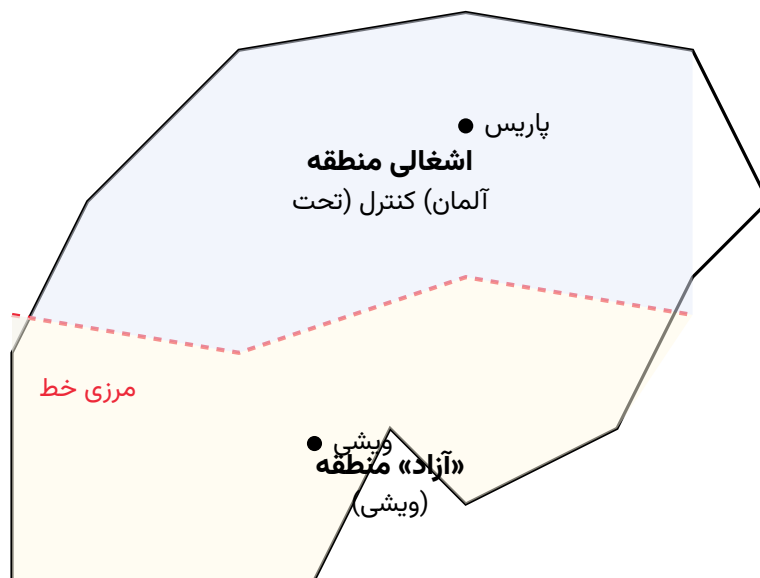 پاریس
اشغالی منطقه
آلمان) کنترل (تحت
مرزی خط
ویشی
«آزاد» منطقه
(ویشی)